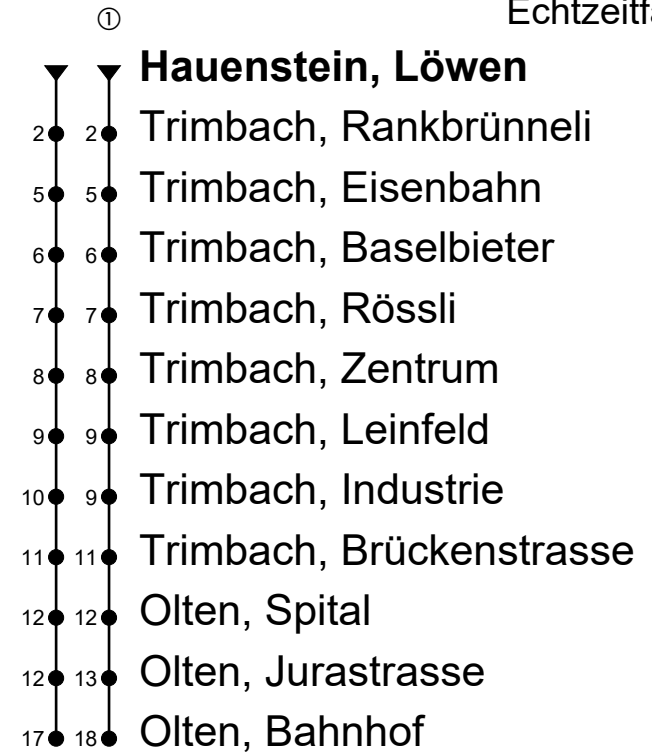 ① Echtzeitfa
Hauenstein, Löwen
2 2 Trimbach, Rankbrünneli
5 5 Trimbach, Eisenbahn
6 6 Trimbach, Baselbieter
7 7 Trimbach, Rössli
8 8 Trimbach, Zentrum
9 9 Trimbach, Leinfeld
10 9 Trimbach, Industrie
11 11 Trimbach, Brückenstrasse
12 12 Olten, Spital
12 13 Olten, Jurastrasse
17 18 Olten, Bahnhof